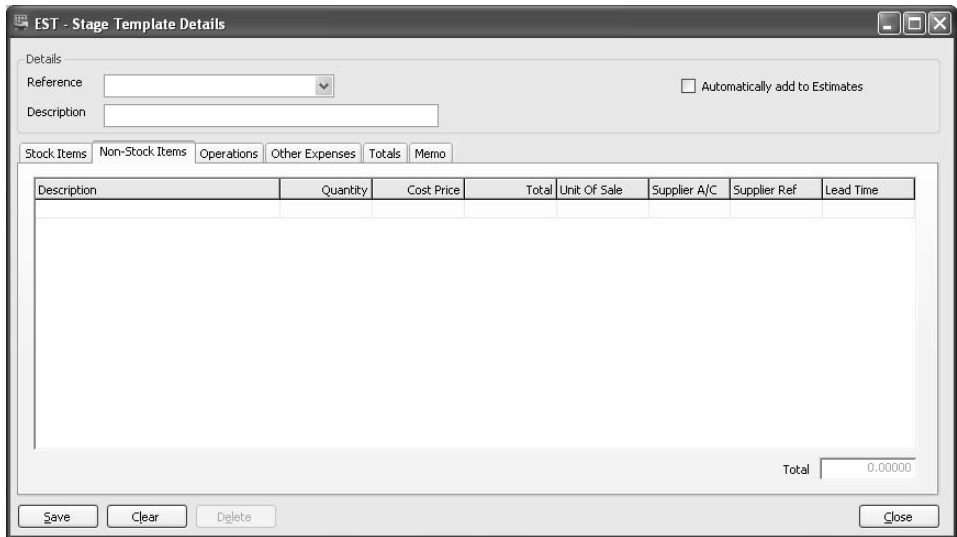 EST - Stage Template Details
Details
Reference
Automatically add to Estimates
Description
Stock Items Non-Stock Items Operations Other Expenses Totals Memo
Description Quantity Cost Price Total Unit Of Sale Supplier A/C Supplier Ref Lead Time
Total 0.00000
Save Clear Delete Close